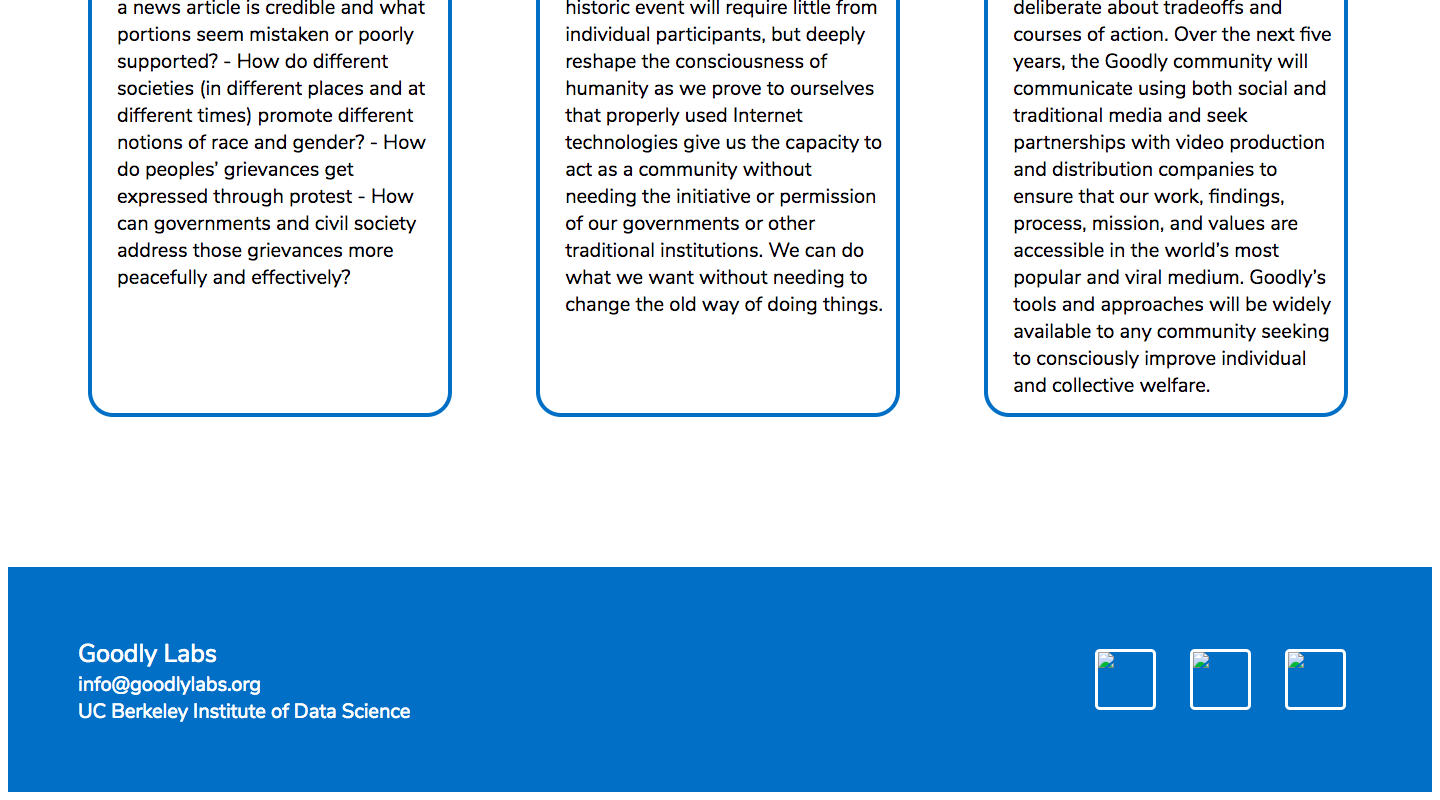 a news article is credible and what
portions seem mistaken or poorly
supported? - How do different
societies (in different places and at
different times) promote different
notions of race and gender? - How
do peoples’ grievances get
expressed through protest - How
can governments and civil society
address those grievances more
peacefully and effectively?
historic event will require little from
individual participants, but deeply
reshape the consciousness of
humanity as we prove to ourselves
that properly used Internet
technologies give us the capacity to
act as a community without
needing the initiative or permission
of our governments or other
traditional institutions. We can do
what we want without needing to
change the old way of doing things.
deliberate about tradeoffs and
courses of action. Over the next five
years, the Goodly community will
communicate using both social and
traditional media and seek
partnerships with video production
and distribution companies to
ensure that our work, findings,
process, mission, and values are
accessible in the world’s most
popular and viral medium. Goodly’s
tools and approaches will be widely
available to any community seeking
to consciously improve individual
and collective welfare.
Goodly Labs
info@goodlylabs.org
UC Berkeley Institute of Data Science